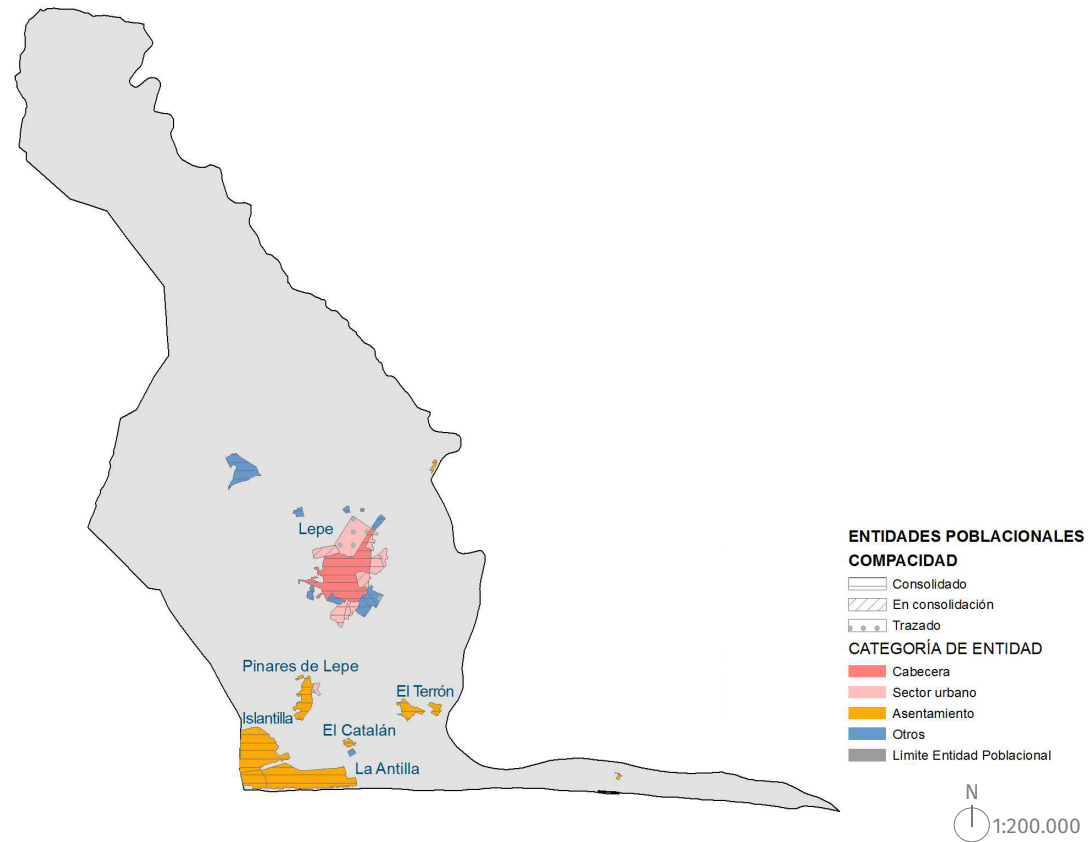 Lepe
Pinares de Lepe
El Terrón
Islantilla
El Catalán
La Antilla
ENTIDADES POBLACIONALES
COMPACIDAD
Consolidado
En consolidación
Trazado
CATEGORÍA DE ENTIDAD
Cabecera
Sector urbano
Asentamiento
Otros
Límite Entidad Poblacional
N
1:200.000